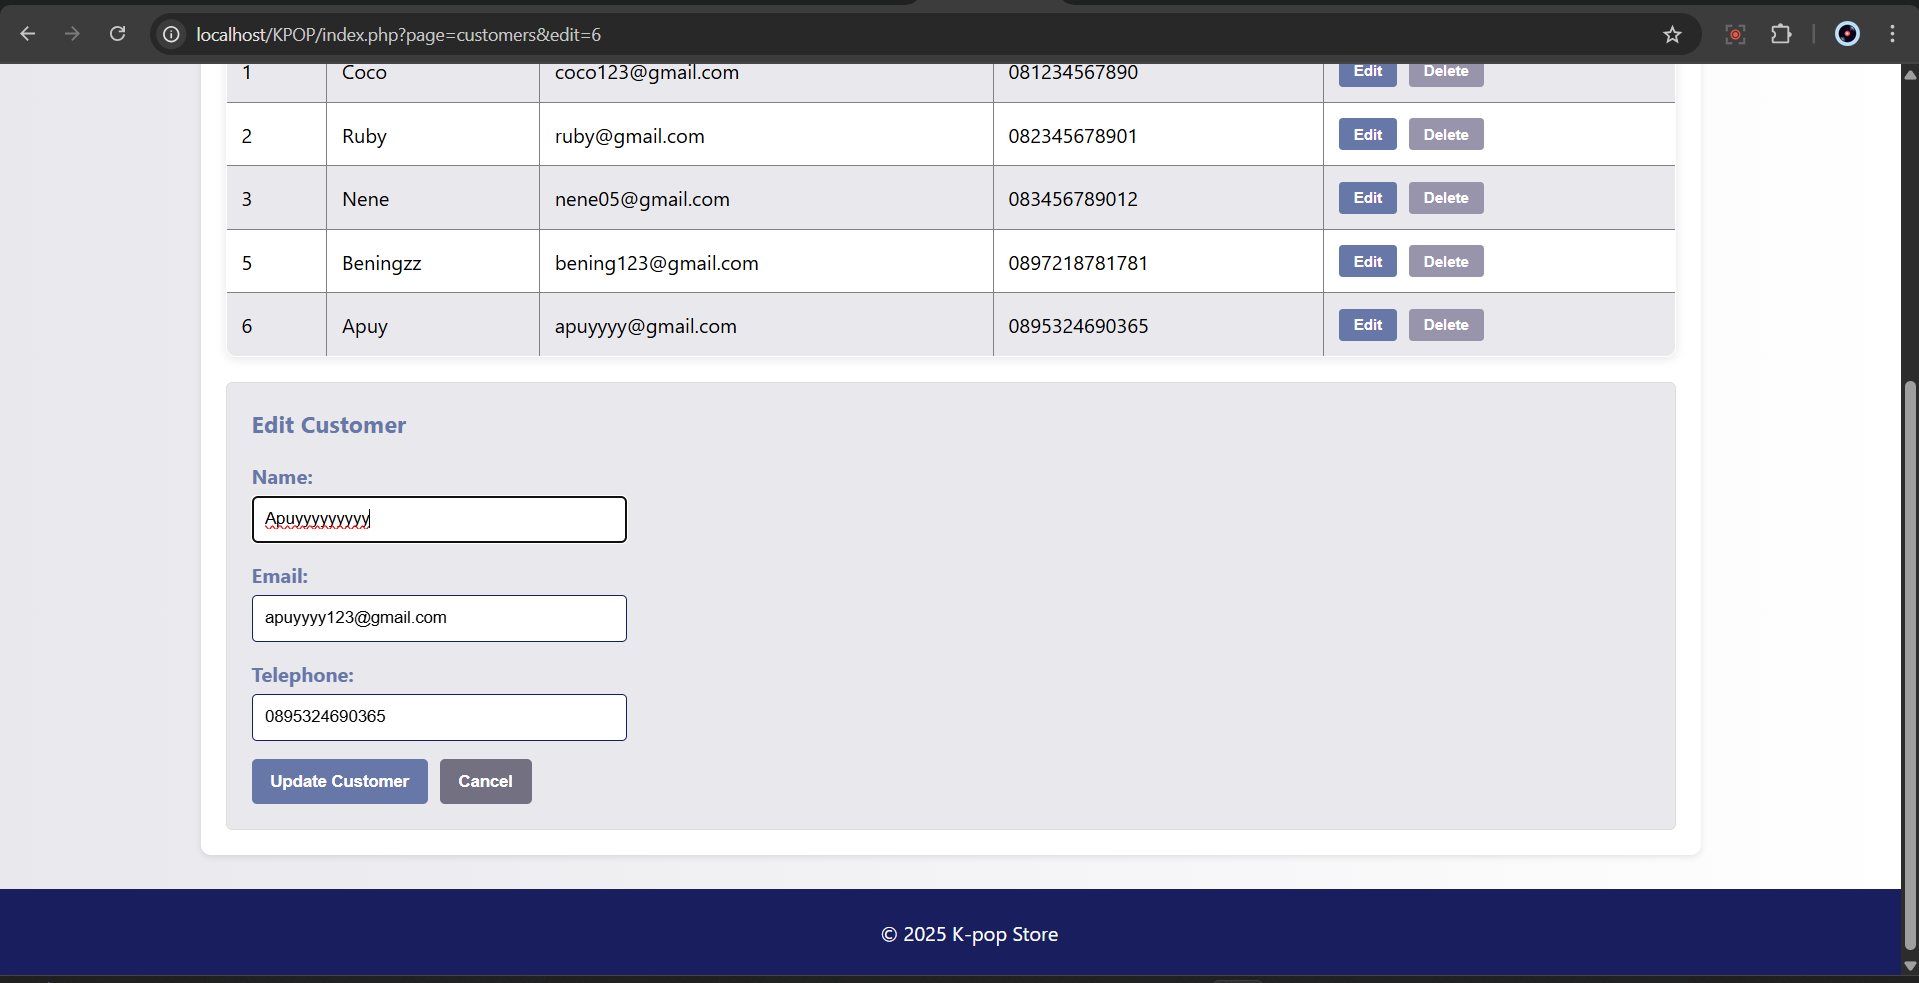 localhost/KPOP/index.php?page=customers&edit=6
1 Coco coco123@gmail.com 081234567890 Edit Delete
2 Ruby ruby@gmail.com 082345678901 Edit Delete
3 Nene nene05@gmail.com 083456789012 Edit Delete
5 Beningzz bening123@gmail.com 0897218781781 Edit Delete
6 Apuy apuyyyy@gmail.com 0895324690365 Edit Delete
Edit Customer
Name:
Apuyyyyyyyyyy
Email:
apuyyyy123@gmail.com
Telephone:
0895324690365
Update Customer Cancel
© 2025 K-pop Store